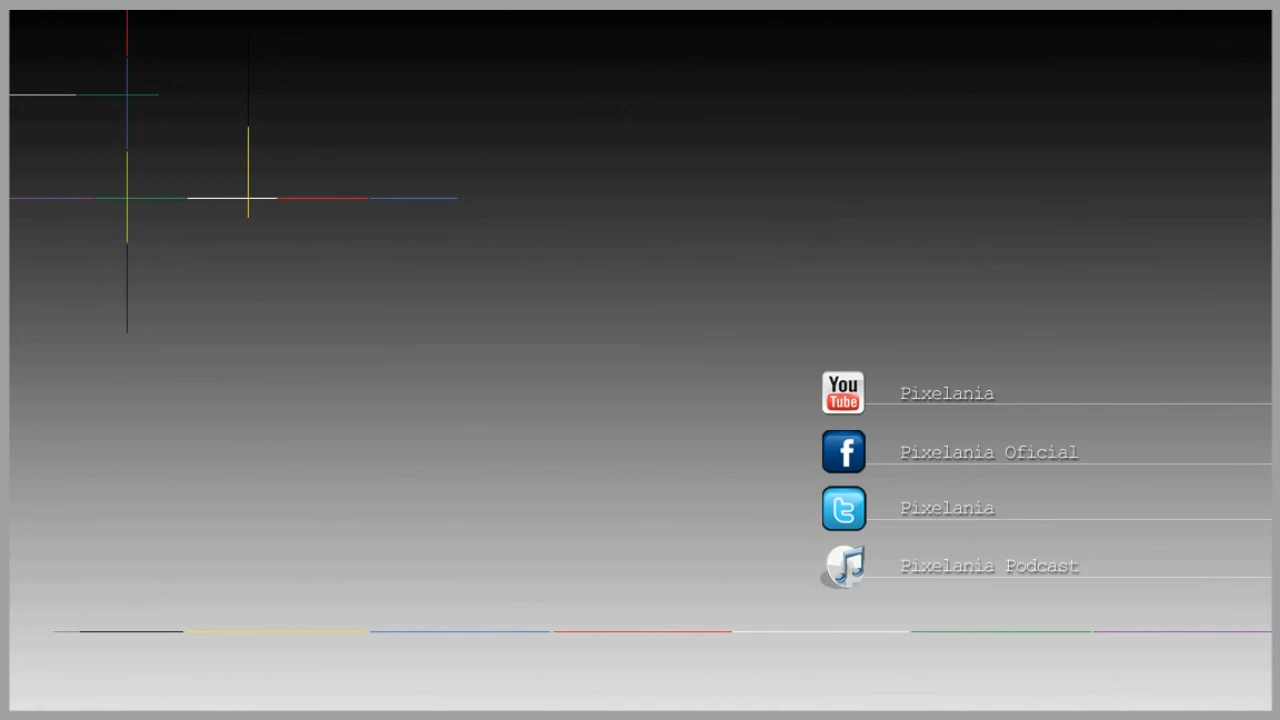 You
Tube
Pixelania
f
Pixelania Oficial
t
Pixelania
Pixelania Podcast